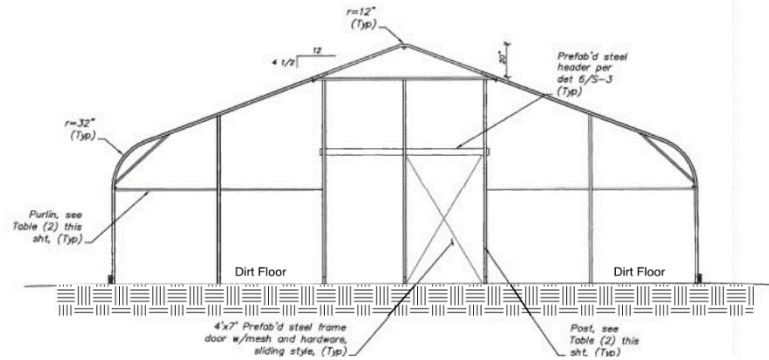 r=12"
(Typ)
12
4 1/2
20"
Prefab'd steel
header per
det 6/S-3
(Typ)
r=32"
(Typ)
Purlin, see
Table (2) this
sht, (Typ)
Dirt Floor
Dirt Floor
4'x7' Prefab'd steel frame
door w/mesh and hardware,
sliding style, (Typ)
Post, see
Table (2) this
sht, (Typ)